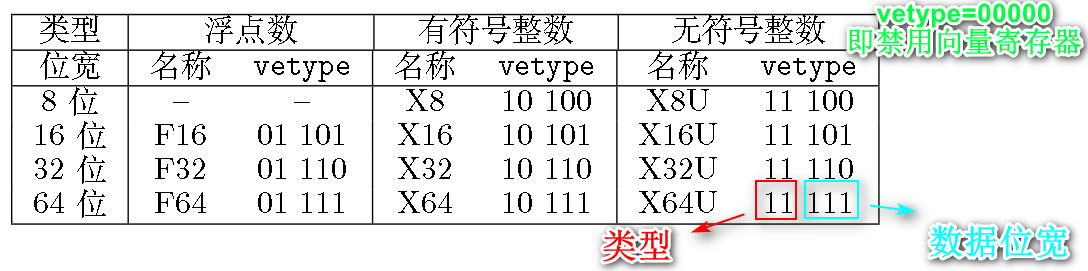 vetype=00000
即禁用向量寄存器
类型 浮点数 有符号整数 无符号整数
位宽 名称 vetype 名称 vetype 名称 vetype
8 位 – – X8 10 100 X8U 11 100
16 位 F16 01 101 X16 10 101 X16U 11 101
32 位 F32 01 110 X32 10 110 X32U 11 110
64 位 F64 01 111 X64 10 111 X64U 11 111
类型 数据位宽